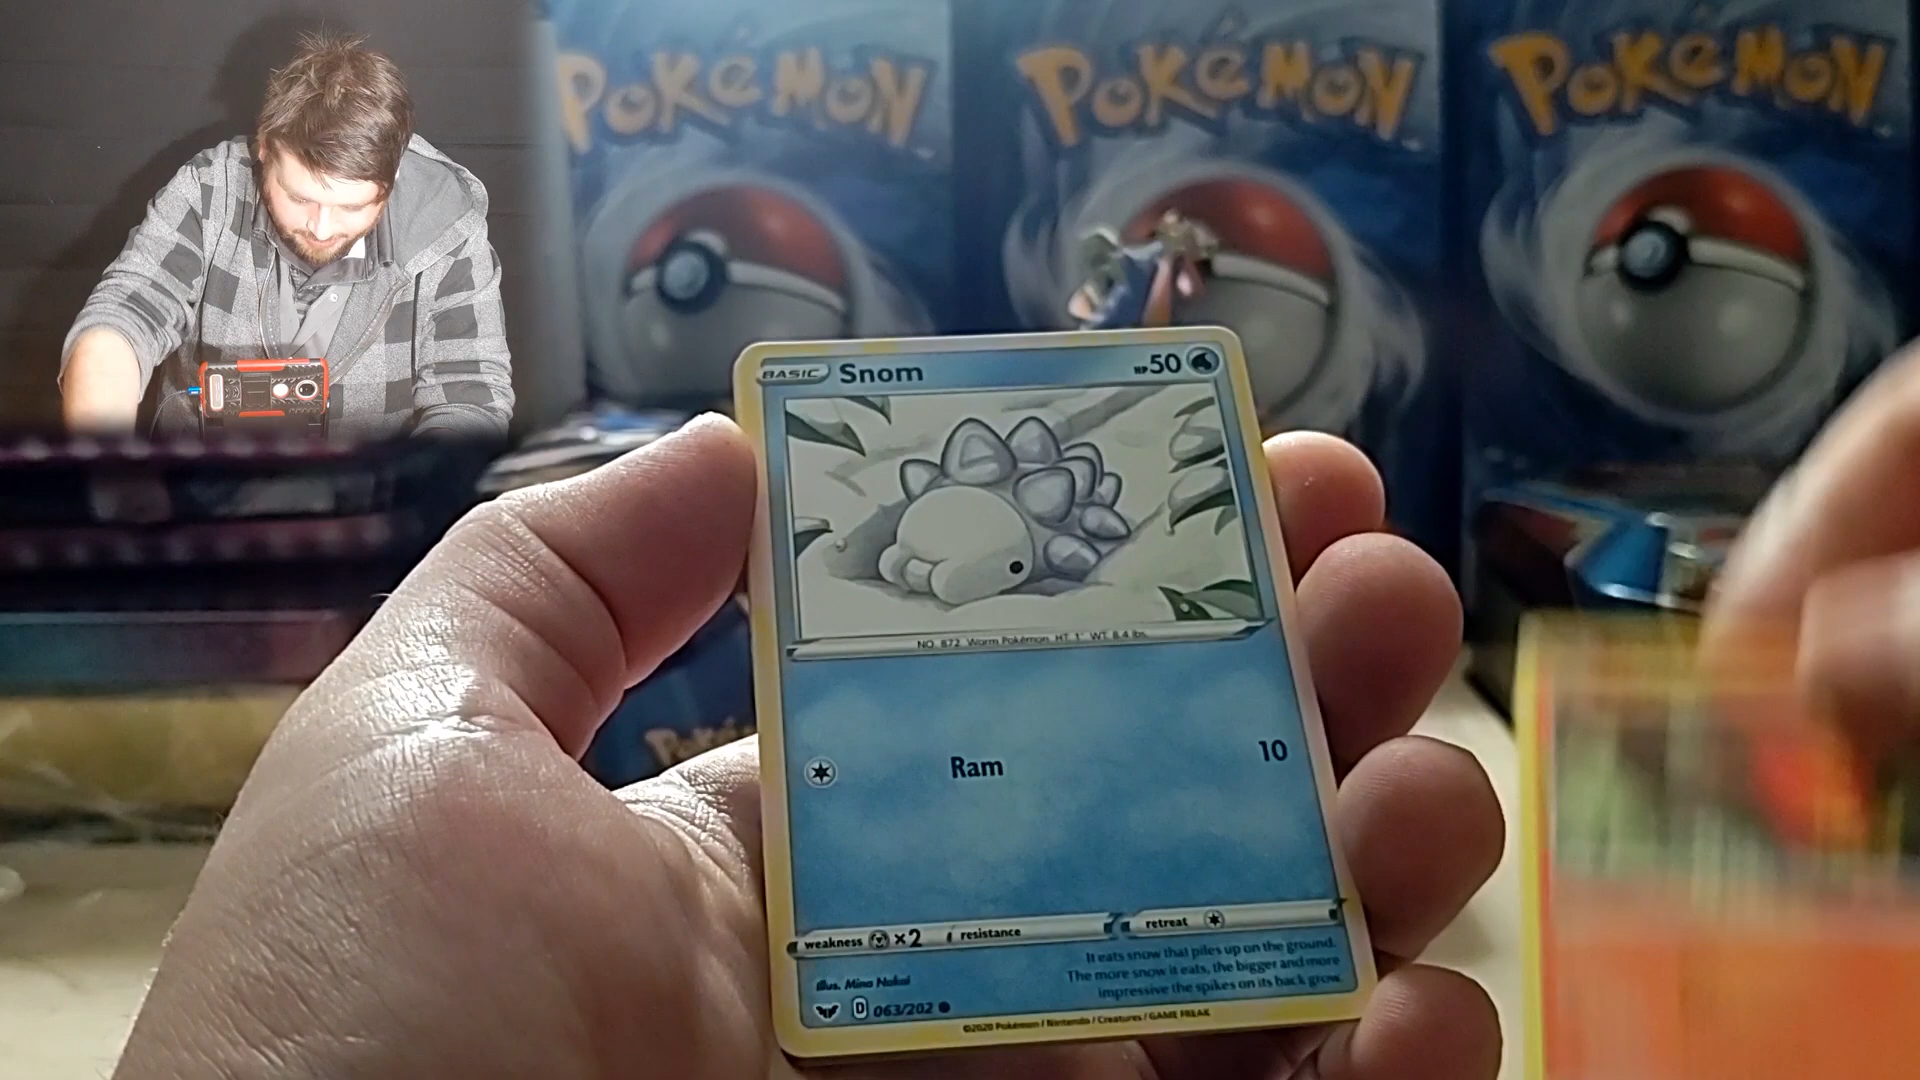 POKéMON
POKéMON
POKéMON
BASIC Snom HP 50
NO. 872 Worm Pokémon HT: 1' WT: 8.4 lbs.
Ram 10
weakness ×2 resistance retreat
It eats snow that piles up on the ground.
The more snow it eats, the bigger and more
impressive the spikes on its back grow.
Illus. Mina Nakai
D 063/202
©2020 Pokémon / Nintendo / Creatures / GAME FREAK